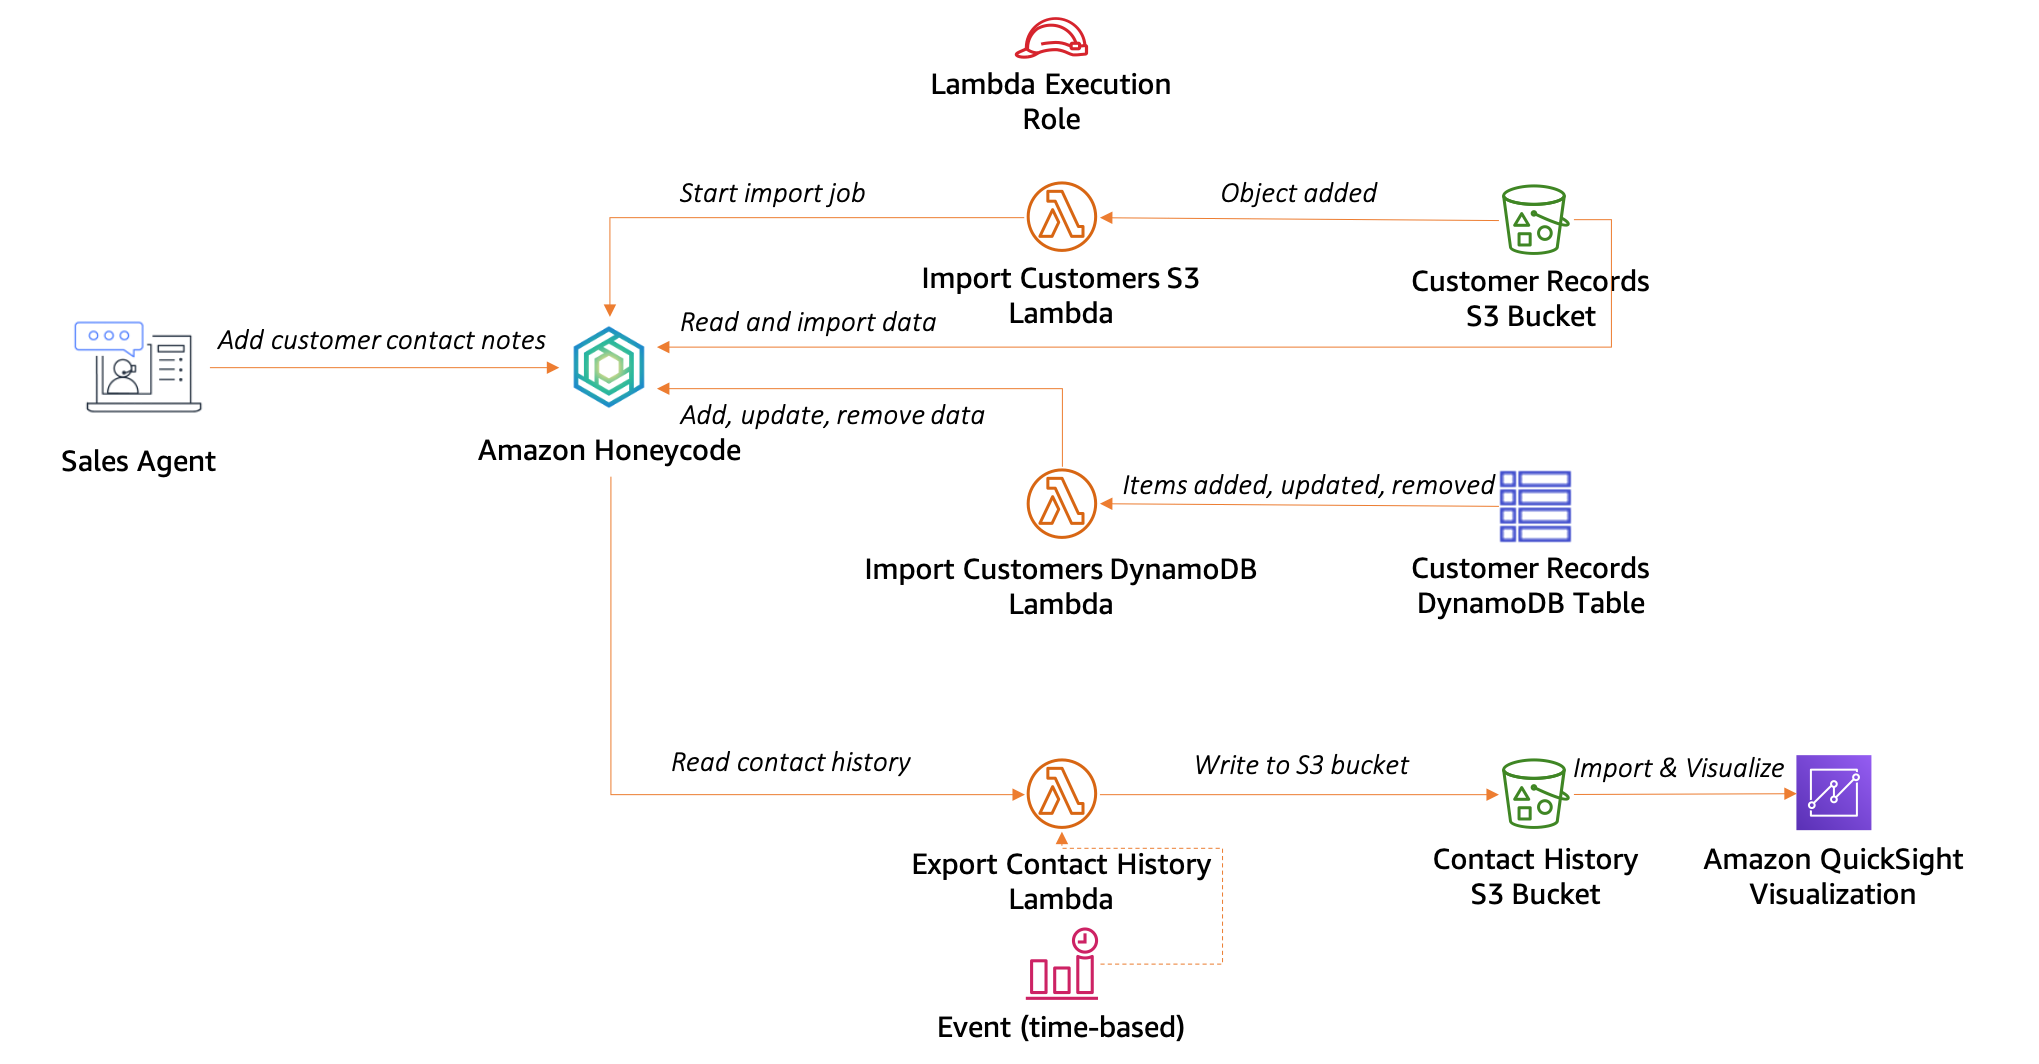 Lambda Execution
Role
Start import job
Object added
Import Customers S3
Lambda
Customer Records
S3 Bucket
Read and import data
Add customer contact notes
Sales Agent
Amazon Honeycode
Add, update, remove data
Items added, updated, removed
Import Customers DynamoDB
Lambda
Customer Records
DynamoDB Table
Read contact history
Write to S3 bucket
Import & Visualize
Export Contact History
Lambda
Contact History
S3 Bucket
Amazon QuickSight
Visualization
Event (time-based)